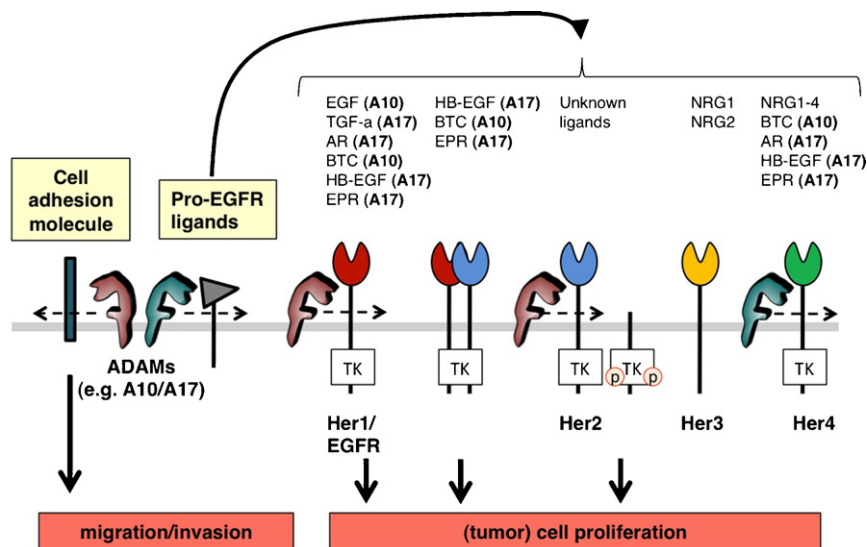 EGF (A10)
TGF-a (A17)
AR (A17)
BTC (A10)
HB-EGF (A17)
EPR (A17)
HB-EGF (A17)
BTC (A10)
EPR (A17)
Unknown
ligands
NRG1
NRG2
NRG1-4
BTC (A10)
AR (A17)
HB-EGF (A17)
EPR (A17)
Cell
adhesion
molecule
Pro-EGFR
ligands
ADAMs
(e.g. A10/A17)
TK
TK
TK
p
TK
p
TK
Her1/
EGFR
Her2
Her3
Her4
migration/invasion
(tumor) cell proliferation